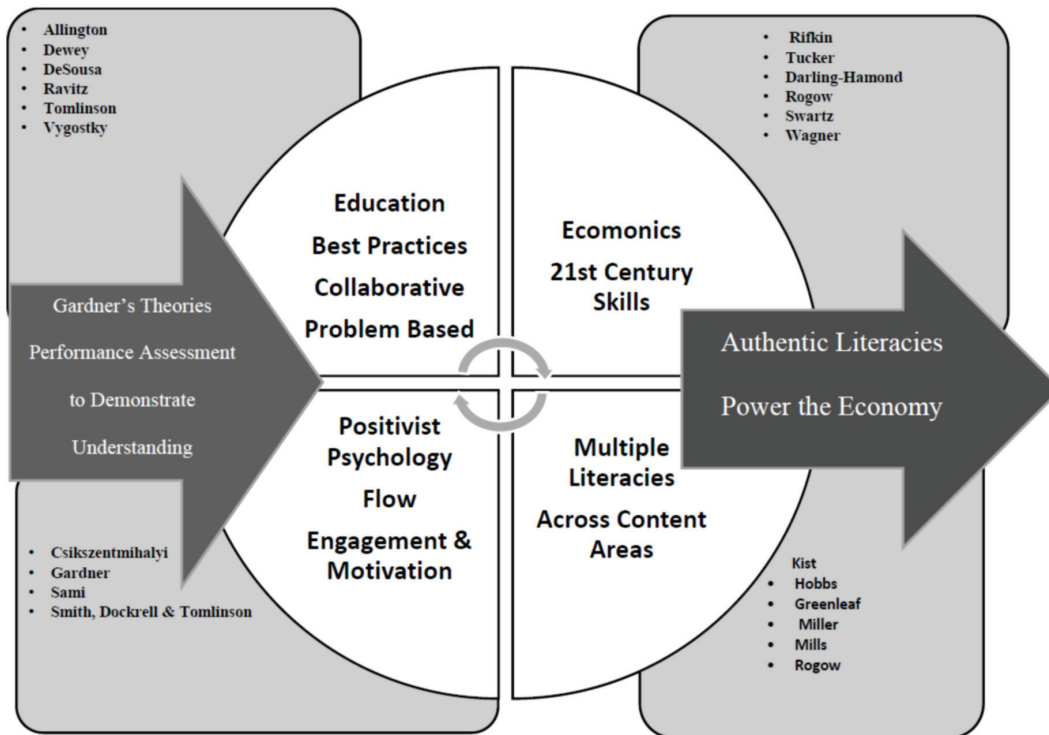 • Allington
• Dewey
• DeSousa
• Ravitz
• Tomlinson
• Vygostky
• Rifkin
• Tucker
• Darling-Hamond
• Rogow
• Swartz
• Wagner
Education
Best Practices
Collaborative
Problem Based
Ecomonics
21st Century
Skills
Gardner's Theories
Performance Assessment
to Demonstrate
Understanding
Authentic Literacies
Power the Economy
Positivist
Psychology
Flow
Engagement &
Motivation
Multiple
Literacies
Across Content
Areas
• Csikszentmihalyi
• Gardner
• Sami
• Smith, Dockrell & Tomlinson
Kist
• Hobbs
• Greenleaf
• Miller
• Mills
• Rogow